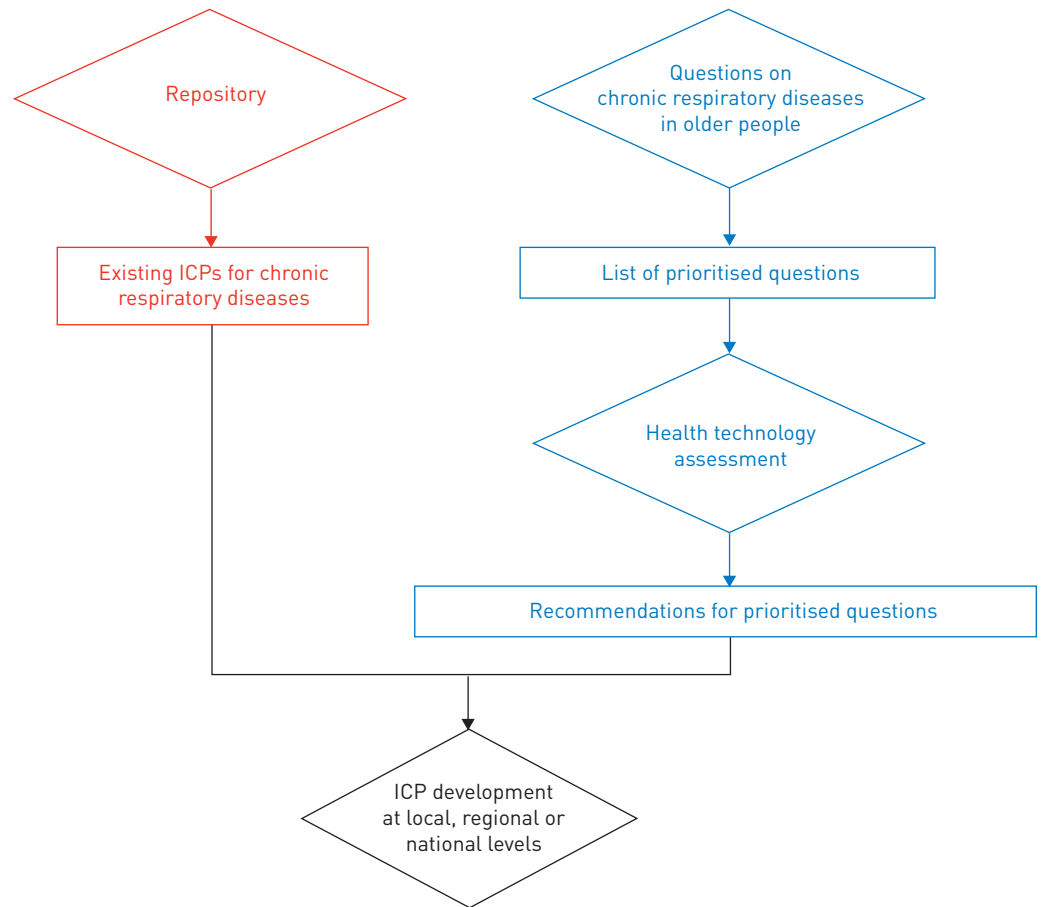 Repository
Existing ICPs for chronic
respiratory diseases
Questions on
chronic respiratory diseases
in older people
List of prioritised questions
Health technology
assessment
Recommendations for prioritised questions
ICP development
at local, regional or
national levels